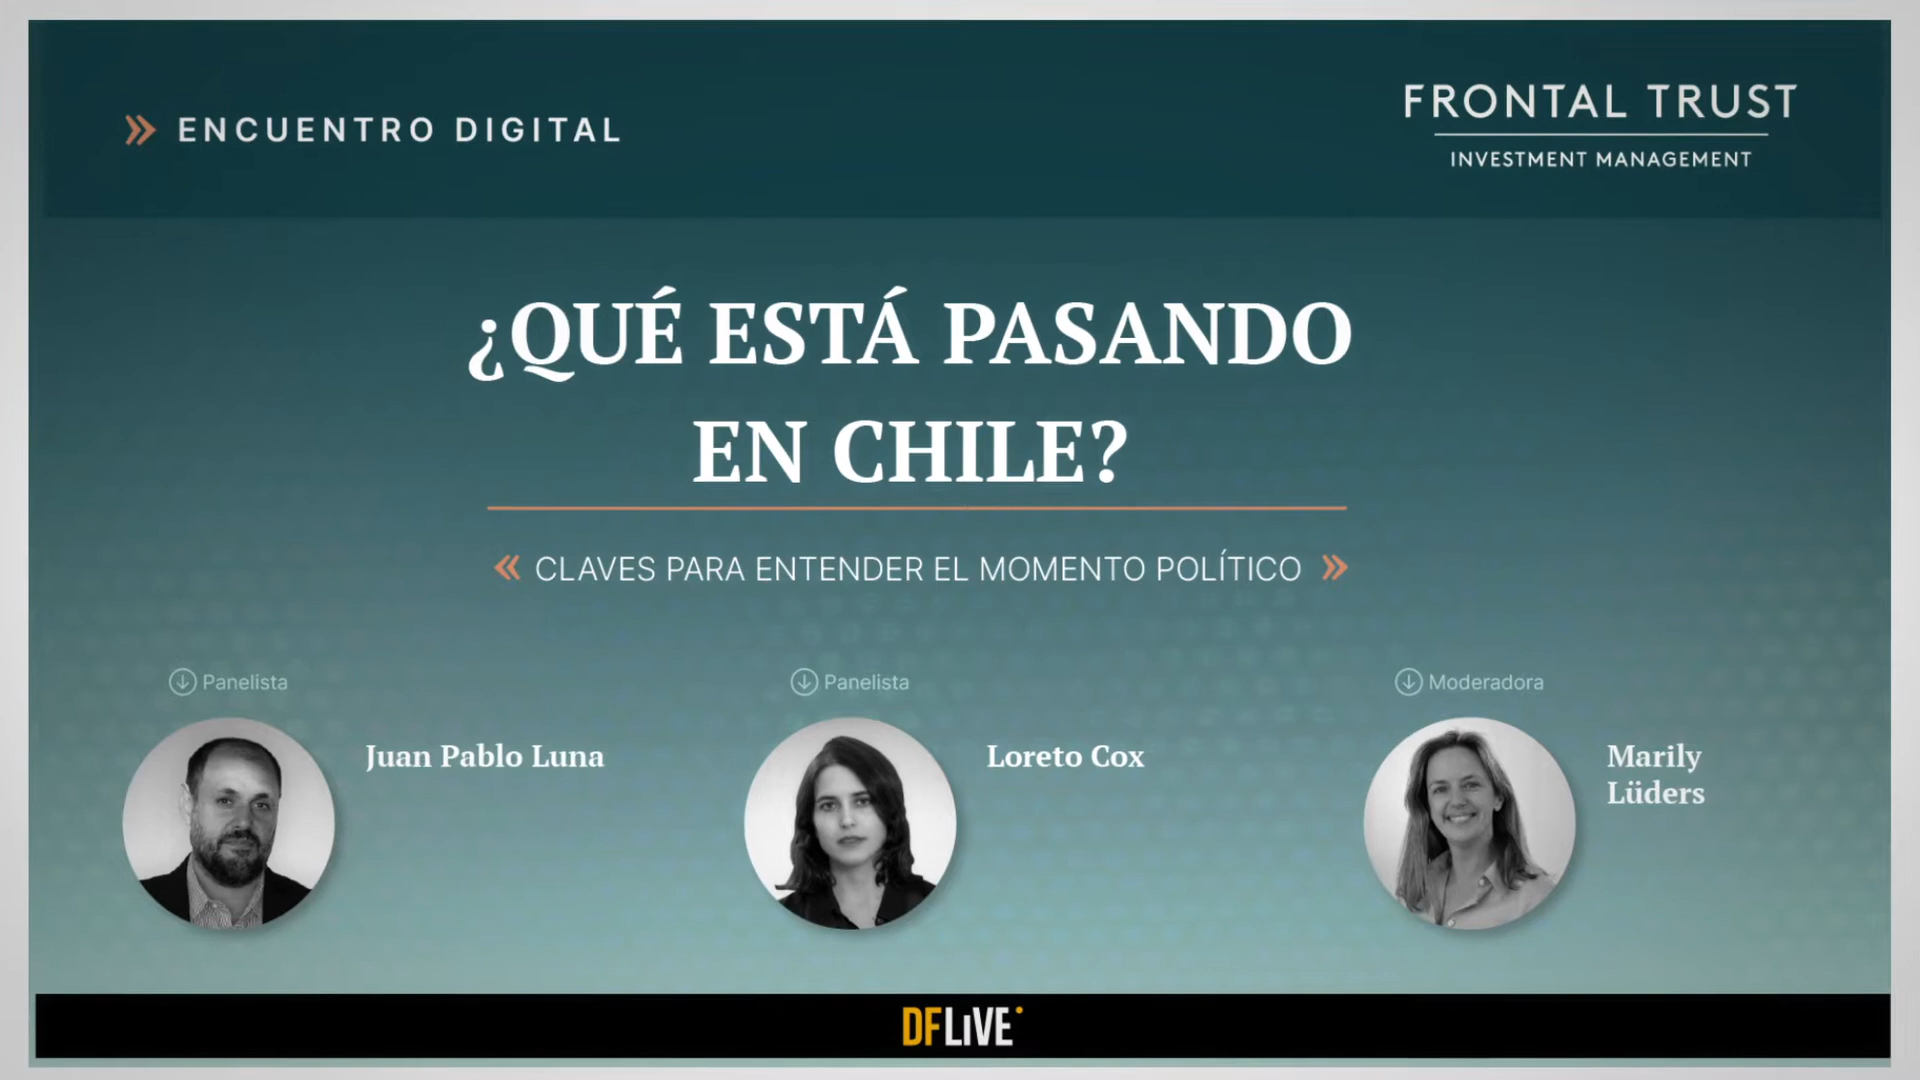 ENCUENTRO DIGITAL
FRONTAL TRUST
INVESTMENT MANAGEMENT
¿QUÉ ESTÁ PASANDO
EN CHILE?
CLAVES PARA ENTENDER EL MOMENTO POLÍTICO
Panelista
Juan Pablo Luna
Panelista
Loreto Cox
Moderadora
Marily
Lüders
DFLiVE